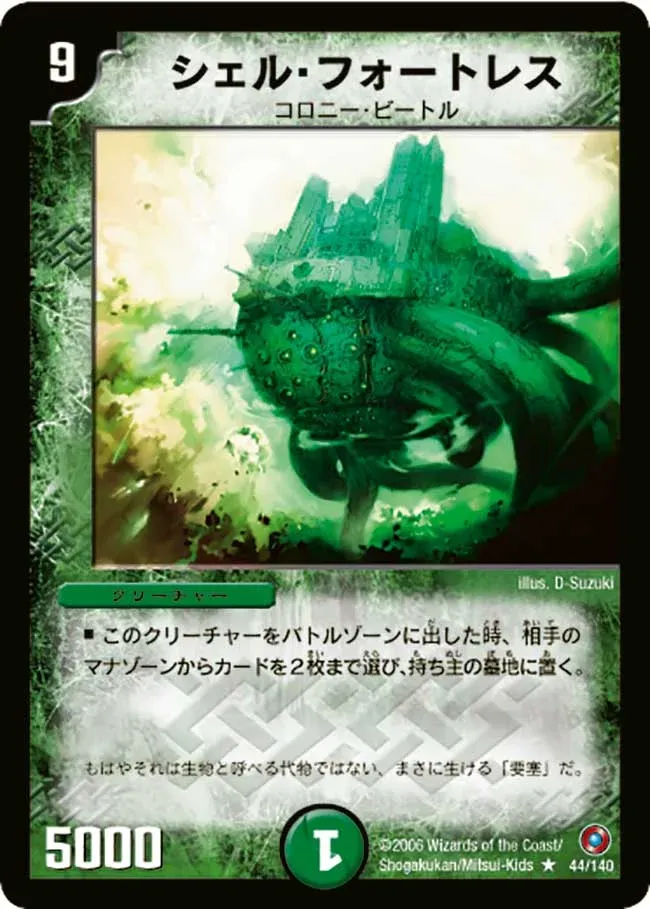 9
シェル・フォートレス
コロニー・ビートル
illus. D-Suzuki
クリーチャー
■ このクリーチャーをバトルゾーンに出した時、相手の
マナゾーンからカードを2枚まで選び、持ち主の墓地に置く。
もはやそれは生物と呼べる代物ではない、まさに生ける「要塞」だ。
5000
1
©2006 Wizards of the Coast/
Shogakukan/Mitsui-Kids ★ 44/140